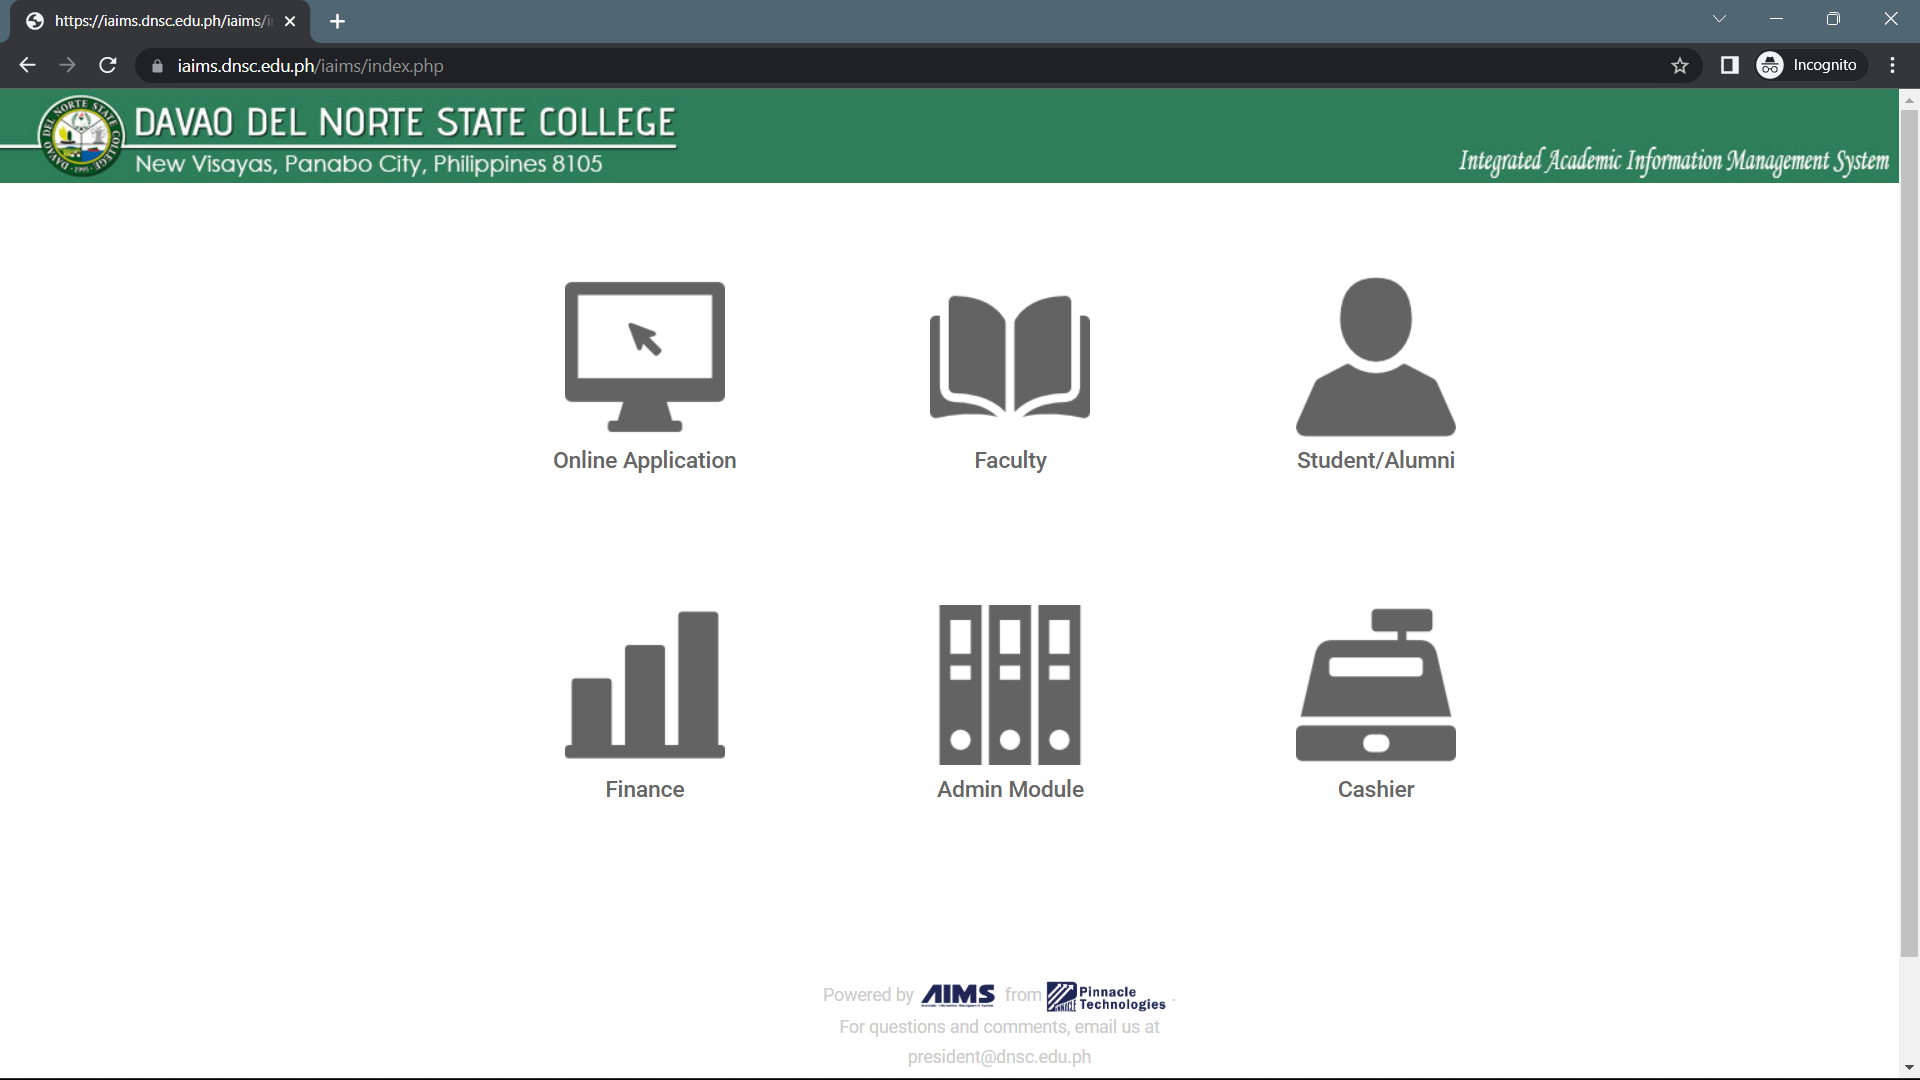 https://iaims.dnsc.edu.ph/iaims/i
iaims.dnsc.edu.ph/iaims/index.php
Incognito
DAVAO DEL NORTE STATE COLLEGE
New Visayas, Panabo City, Philippines 8105
Integrated Academic Information Management System
Online Application
Faculty
Student/Alumni
Finance
Admin Module
Cashier
Powered by AIMS from Pinnacle Technologies .
For questions and comments, email us at
president@dnsc.edu.ph